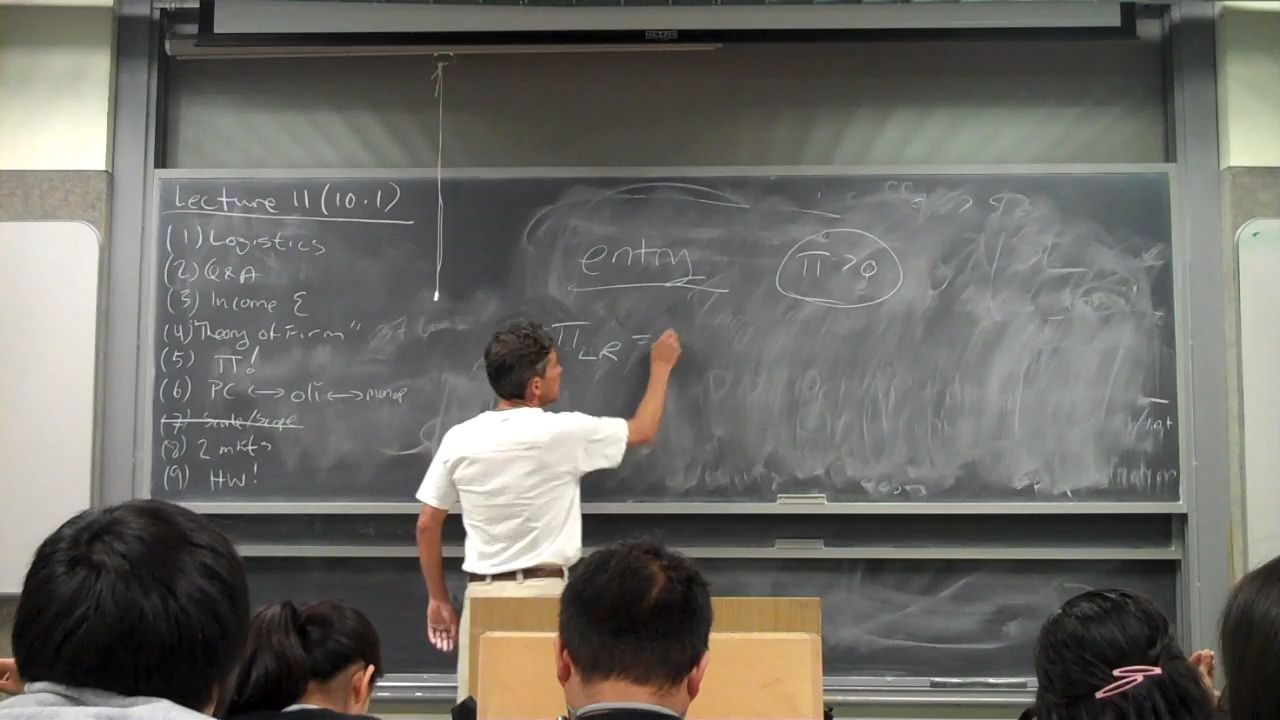 Lecture 11 (10.1)
(1) Logistics
(2) Q&A
(3) Income Σ
(4) "Theory of Firm"
(5) Π!
(6) PC ↔ oli ↔ monop
(7) Scale/Scope
(8) 2 mkts
(9) HW!
entry
Π > 0
Π LR =